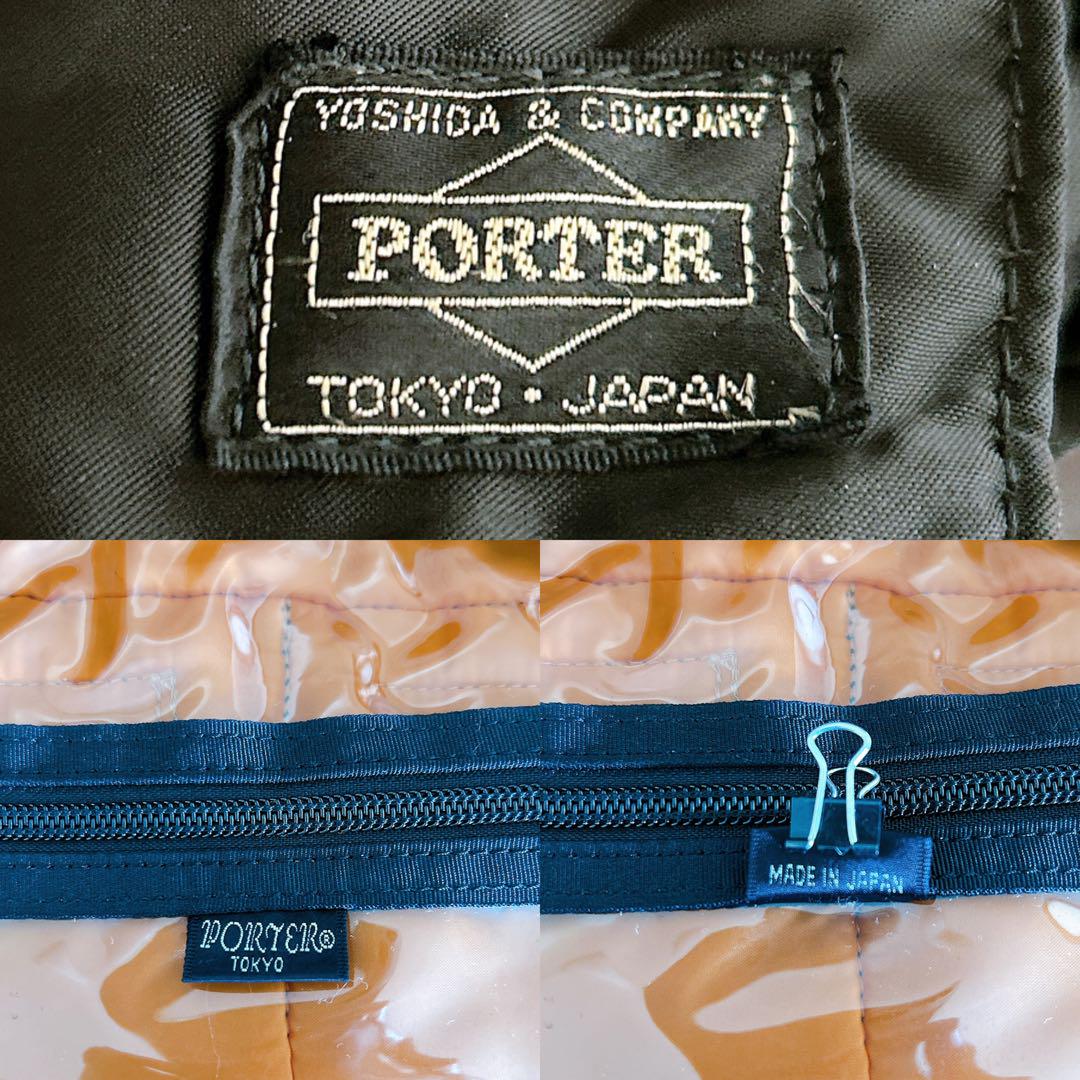 YOSHIDA & COMPANY
PORTER
TOKYO • JAPAN
PORTER®
TOKYO
MADE IN JAPAN